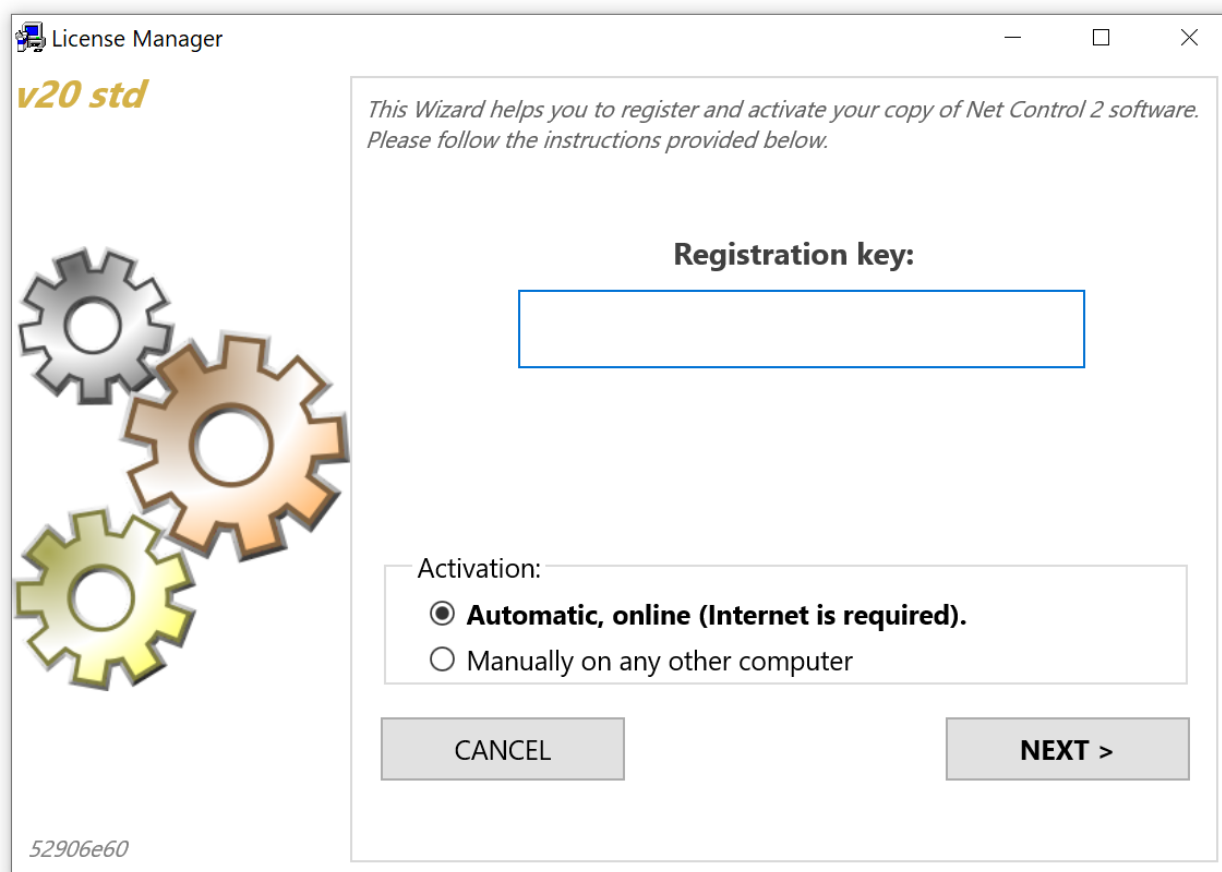 License Manager
v20 std
This Wizard helps you to register and activate your copy of Net Control 2 software.
Please follow the instructions provided below.
Registration key:
Activation:
Automatic, online (Internet is required).
Manually on any other computer
CANCEL
NEXT >
52906e60